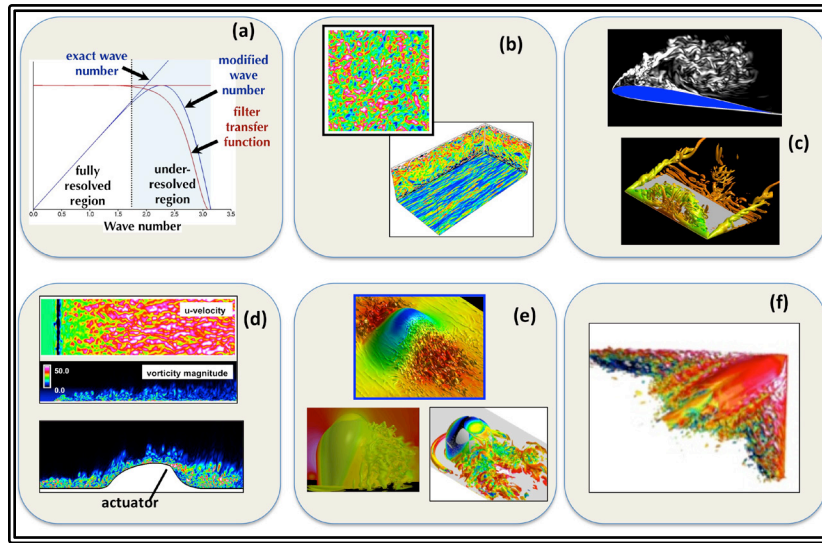 (a)
exact wave
number
modified
wave
number
filter
transfer
function
fully
resolved
region
under-
resolved
region
0.0 0.5 1.0 1.5 2.0 2.5 3.0 3.5
Wave number
(b)
(c)
(d)
u-velocity
50.0
0.0
vorticity magnitude
actuator
(e)
(f)